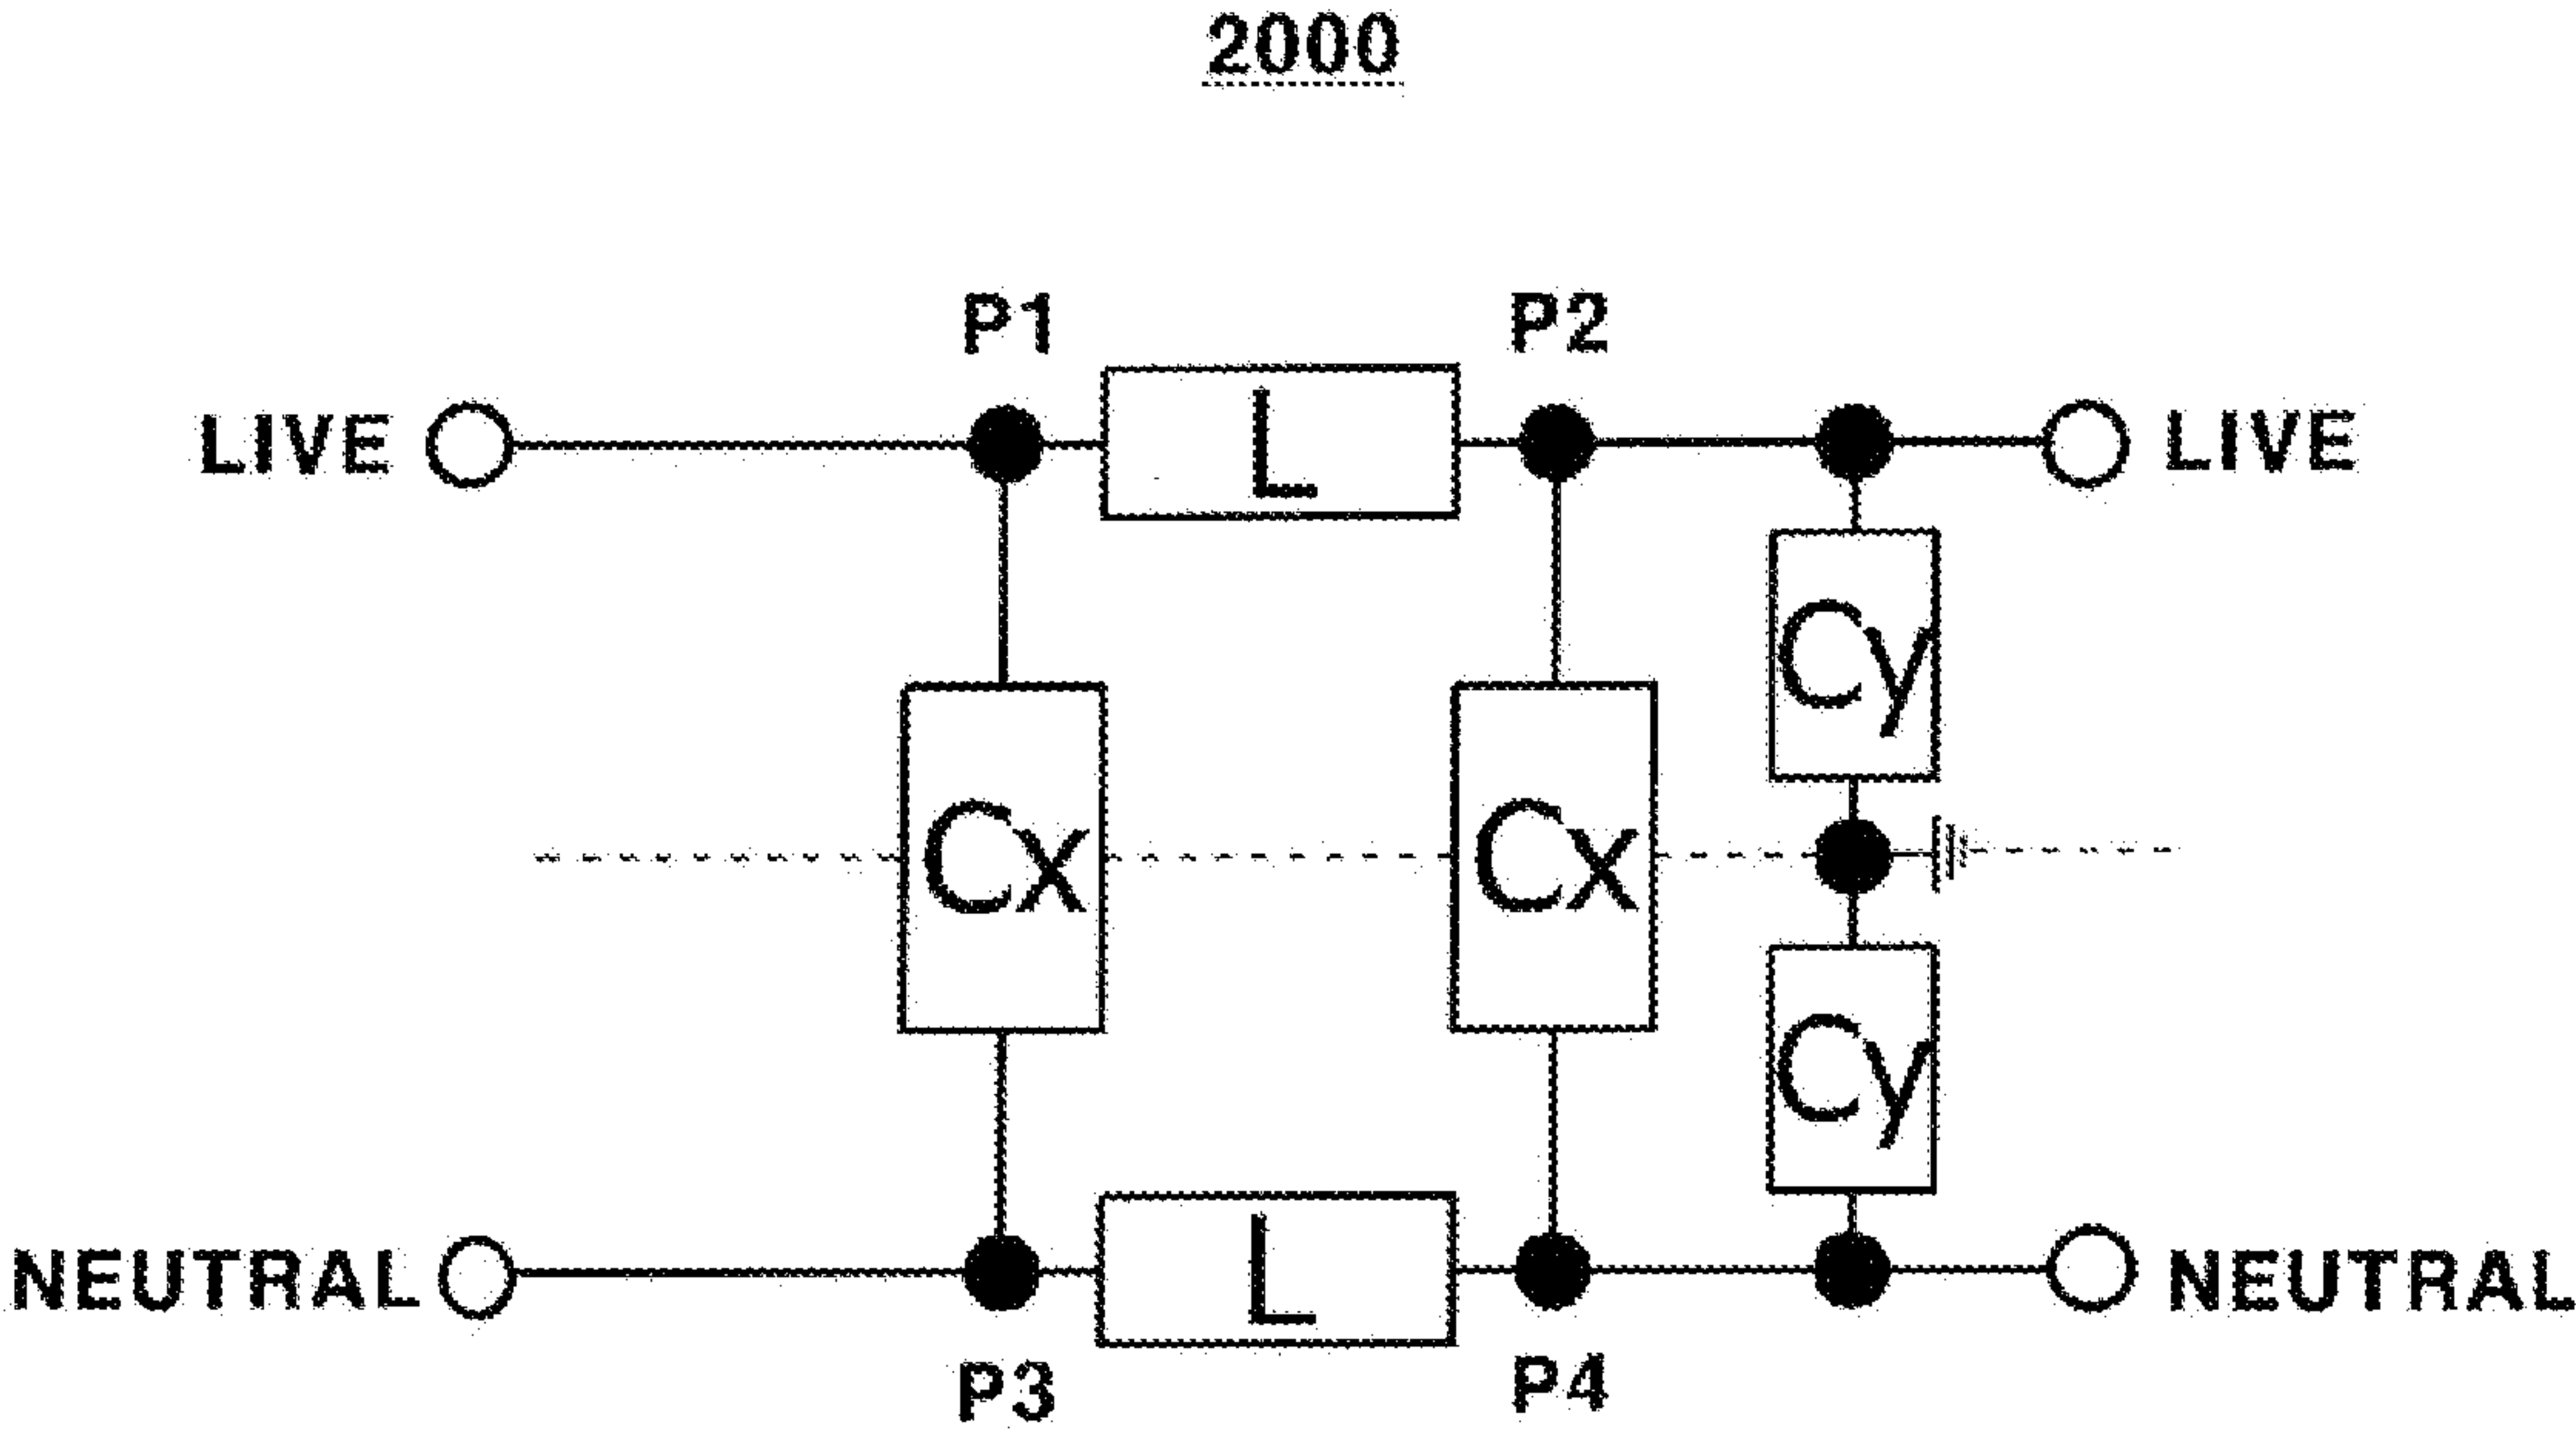 2000
P1 P2
LIVE L LIVE
Cy
Cx Cx
Cy
NEUTRAL L NEUTRAL
P3 P4